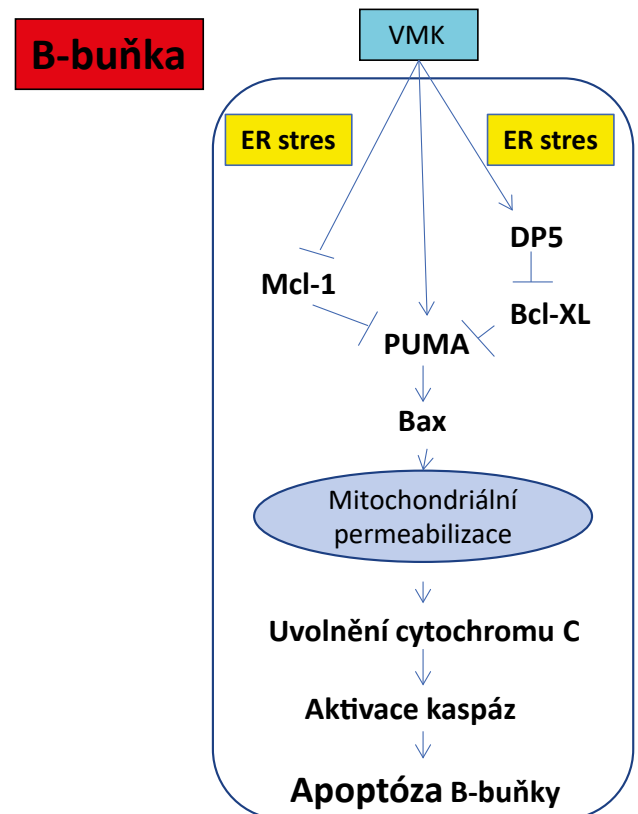 B-buňka
VMK
ER stres
ER stres
DP5
Mcl-1
Bcl-XL
PUMA
Bax
Mitochondriální
permeabilizace
Uvolnění cytochromu C
Aktivace kaspáz
Apoptóza B-buňky